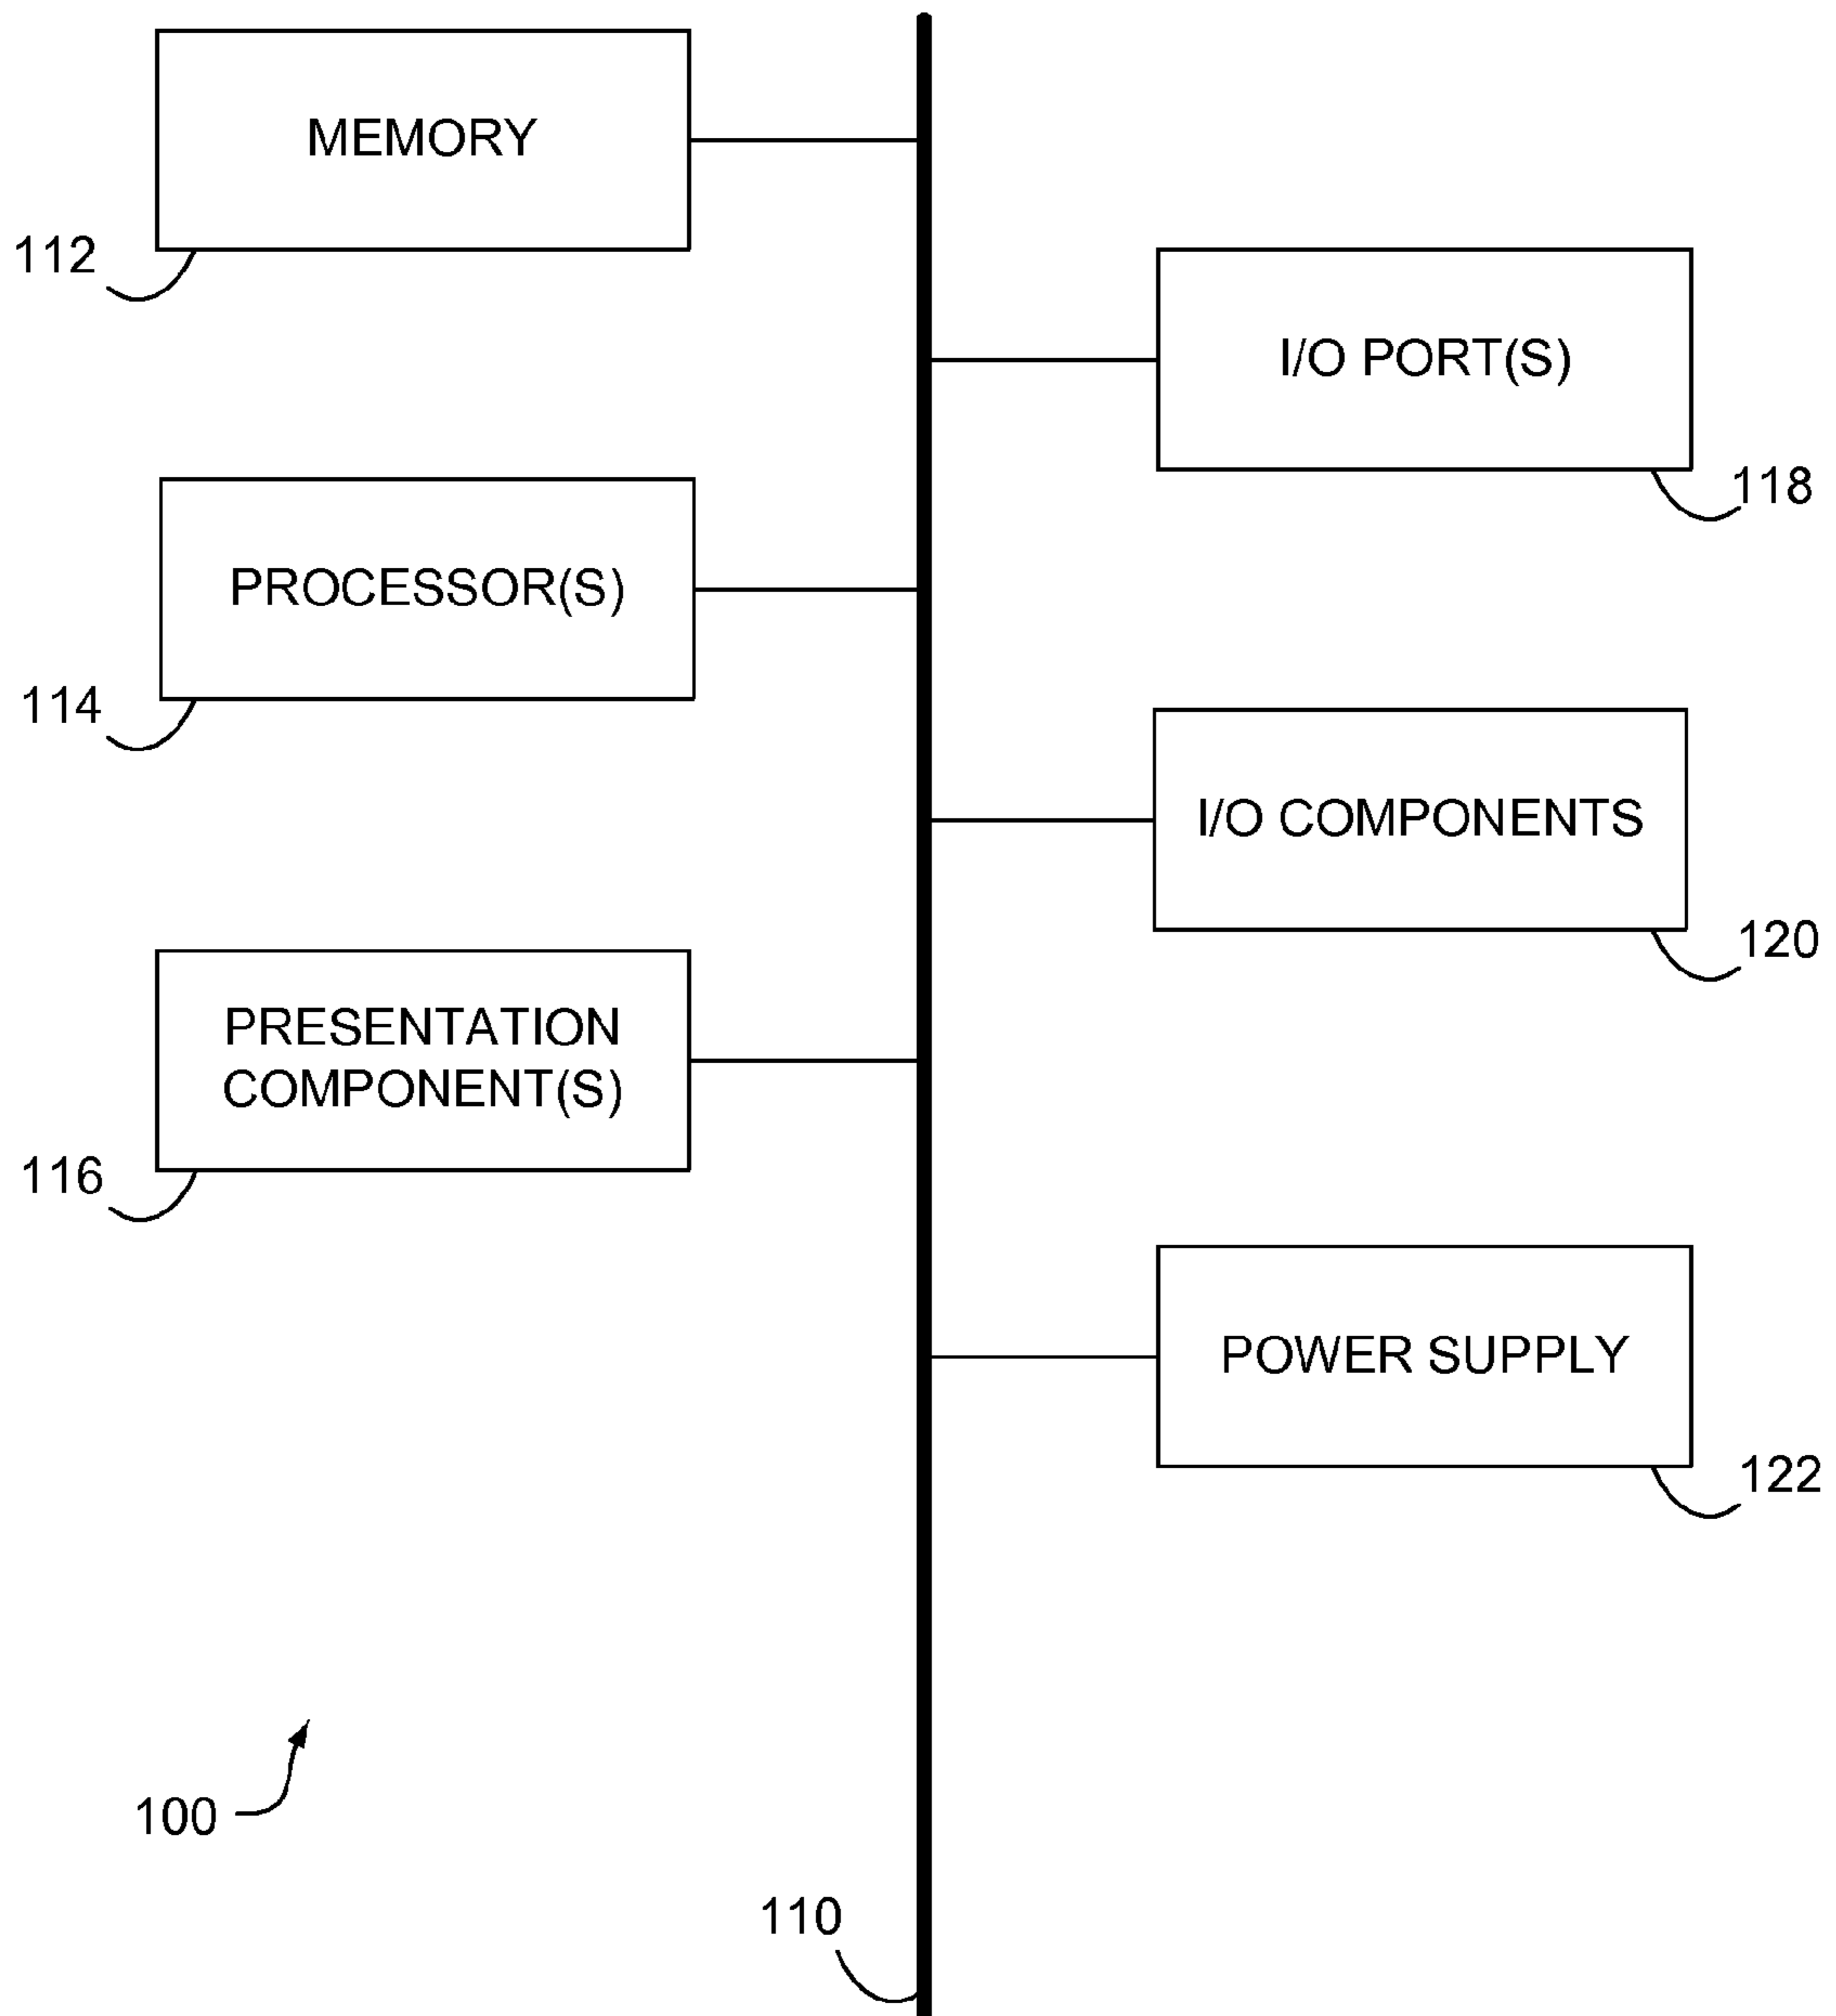 MEMORY
112
I/O PORT(S)
118
PROCESSOR(S)
114
I/O COMPONENTS
120
PRESENTATION
COMPONENT(S)
116
POWER SUPPLY
122
100
110